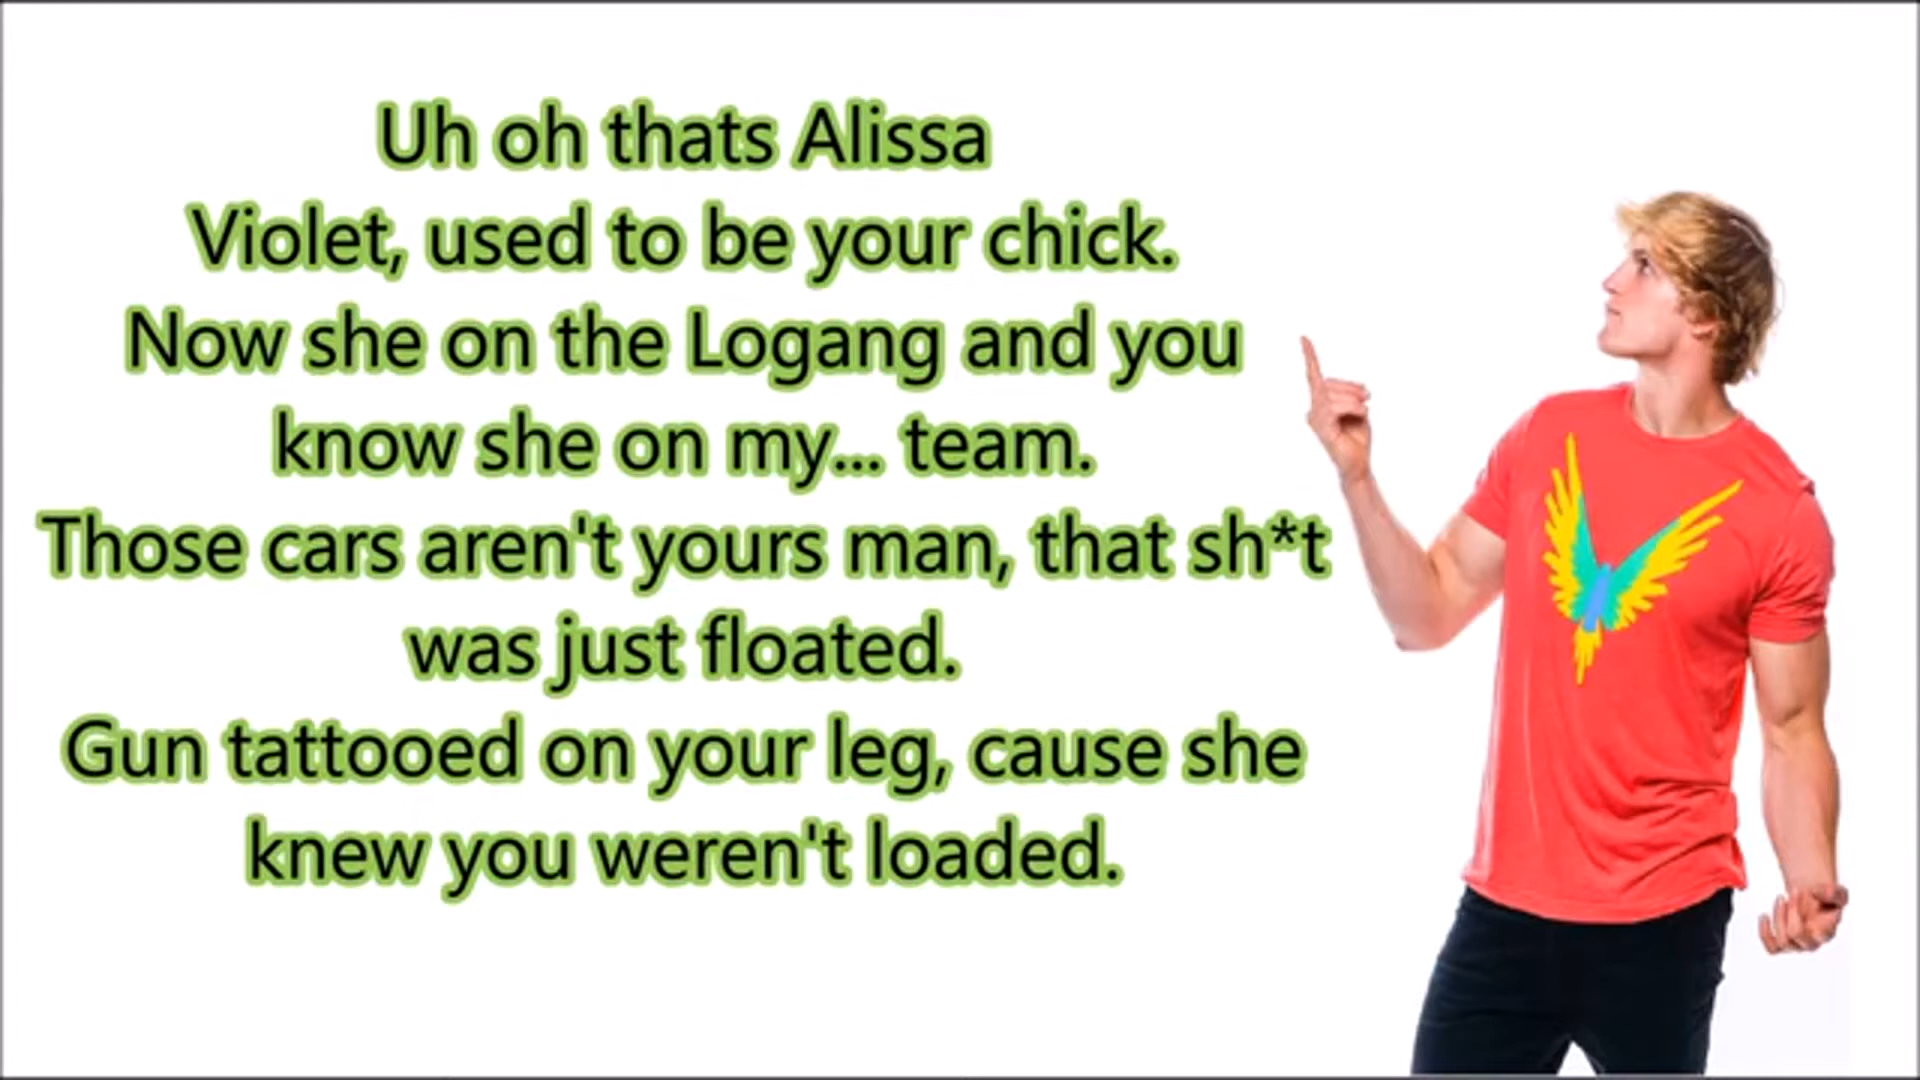 Uh oh thats Alissa
Violet, used to be your chick.
Now she on the Logang and you
know she on my... team.
Those cars aren't yours man, that sh*t
was just floated.
Gun tattooed on your leg, cause she
knew you weren't loaded.